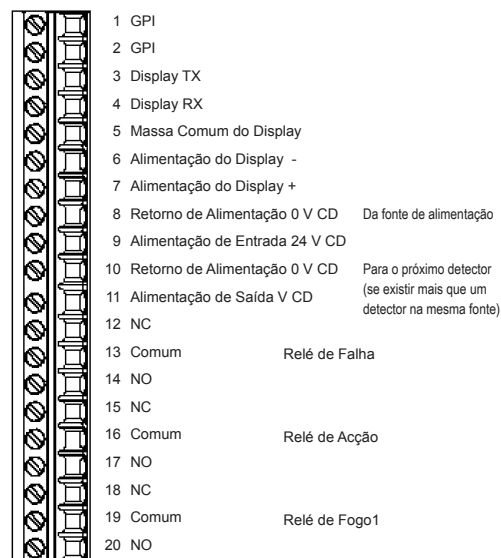 1 GPI
2 GPI
3 Display TX
4 Display RX
5 Massa Comum do Display
6 Alimentação do Display -
7 Alimentação do Display +
8 Retorno de Alimentação 0 V CD Da fonte de alimentação
9 Alimentação de Entrada 24 V CD
10 Retorno de Alimentação 0 V CD Para o próximo detector
(se existir mais que um
11 Alimentação de Saída V CD
detector na mesma fonte)
12 NC
13 Comum Relé de Falha
14 NO
15 NC
16 Comum Relé de Acção
17 NO
18 NC
19 Comum Relé de Fogo1
20 NO